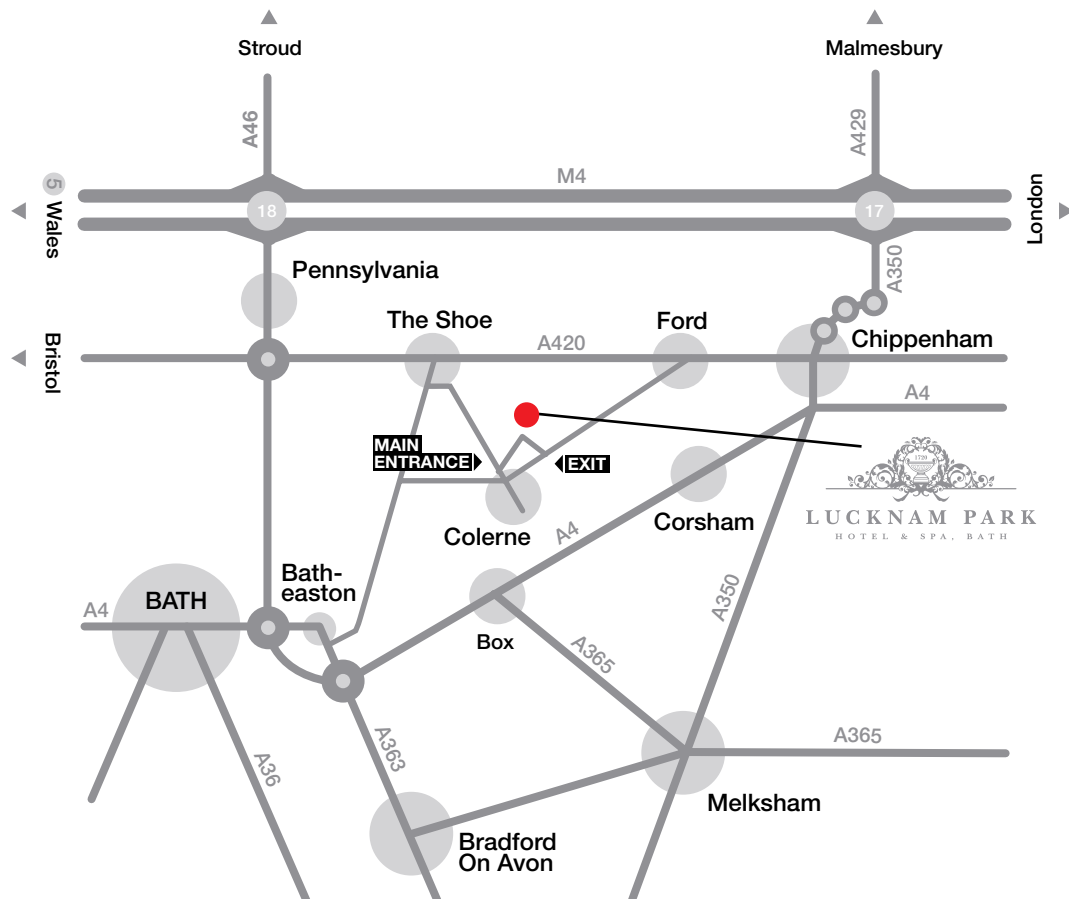 Stroud
Malmesbury
A46
A429
M4
5
Wales
18
17
London
A350
Pennsylvania
The Shoe
Ford
Bristol
A420
Chippenham
A4
MAIN
ENTRANCE
EXIT
1720
LUCKNAM PARK
HOTEL & SPA, BATH
Corsham
Colerne
A4
Bath-
easton
A4
BATH
A350
Box
A365
A363
A365
A36
Melksham
Bradford
On Avon